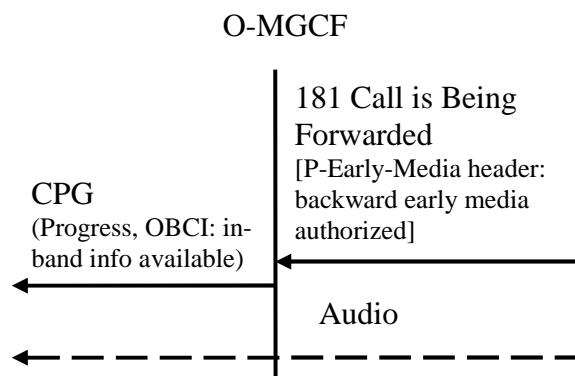 O-MGCF
181 Call is Being
Forwarded
[P-Early-Media header:
backward early media
authorized]
CPG
(Progress, OBCI: in-
band info available)
Audio